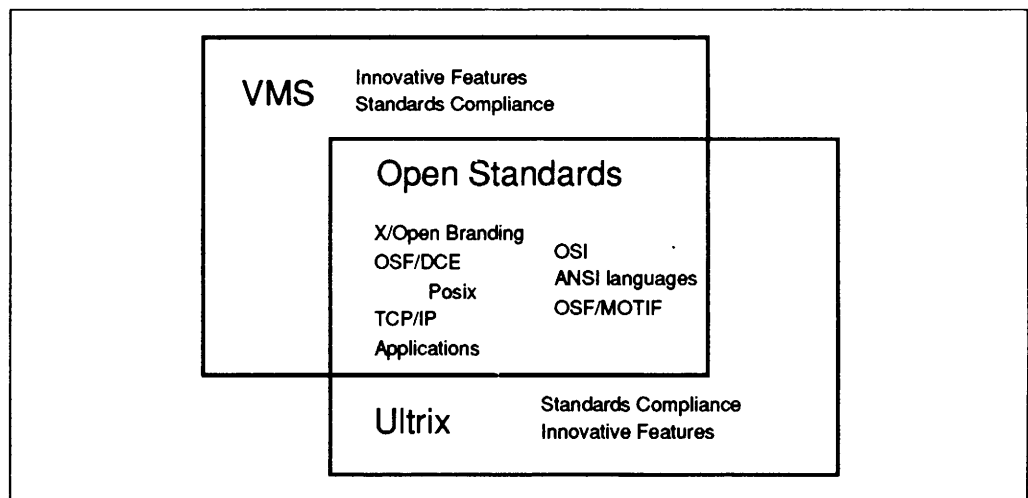 VMS
Innovative Features
Standards Compliance
Open Standards
X/Open Branding
OSF/DCE
Posix
TCP/IP
Applications
OSI
ANSI languages
OSF/MOTIF
Ultrix
Standards Compliance
Innovative Features